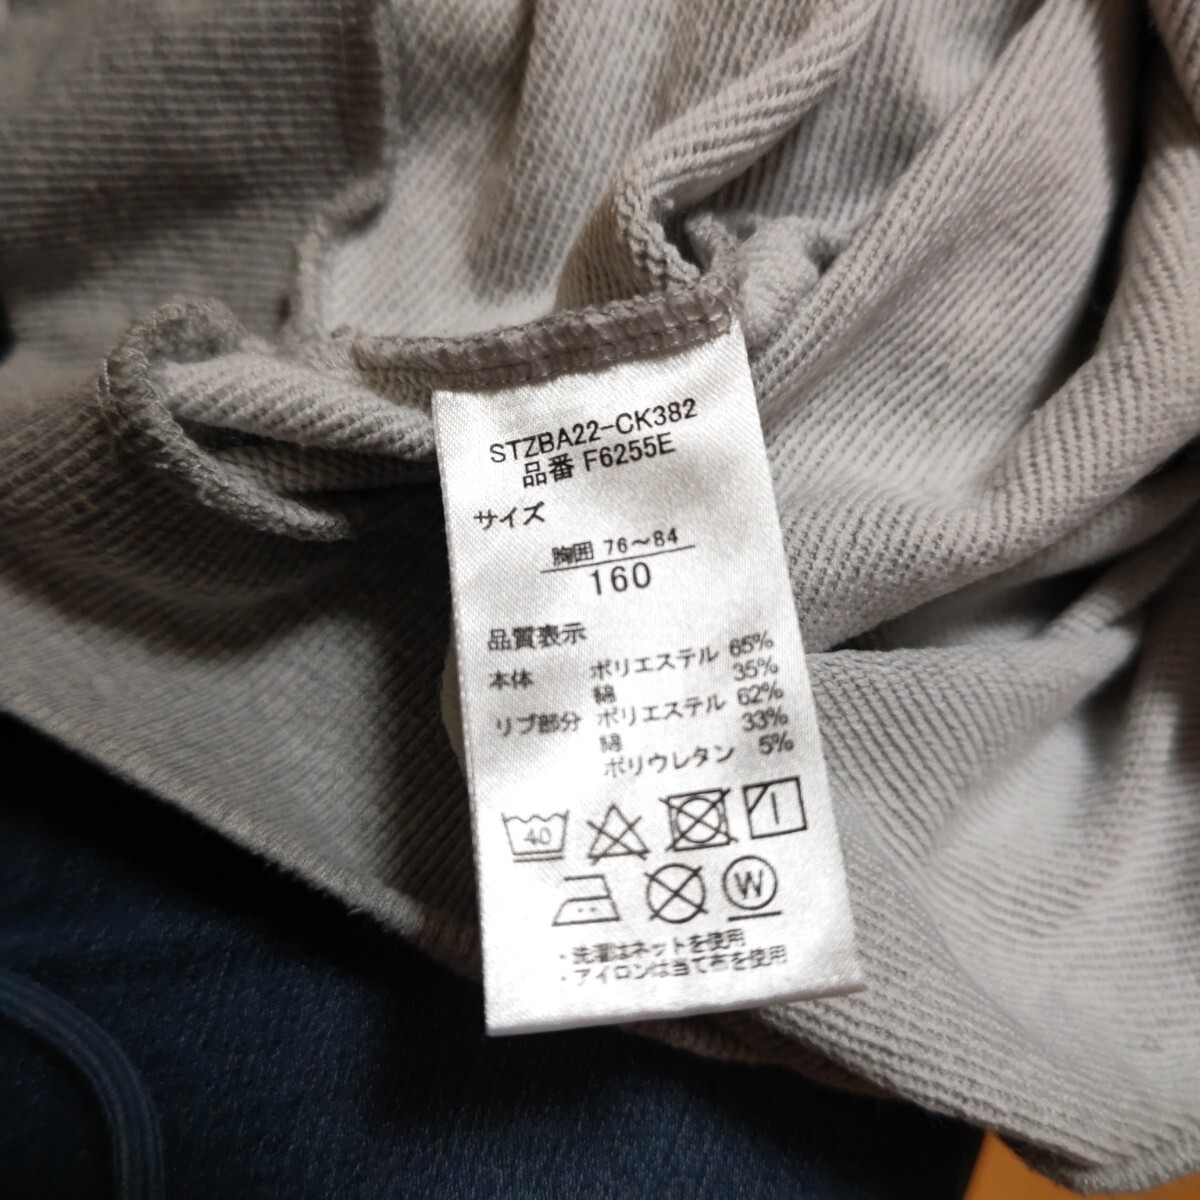 STZBA22-CK382
品番 F6255E
サイズ
胸囲 76～84
160
品質表示
本体 ポリエステル 65%
綿 35%
リブ部分 ポリエステル 62%
綿 33%
ポリウレタン 5%
40
W
・洗濯はネットを使用
・アイロンは当て布を使用